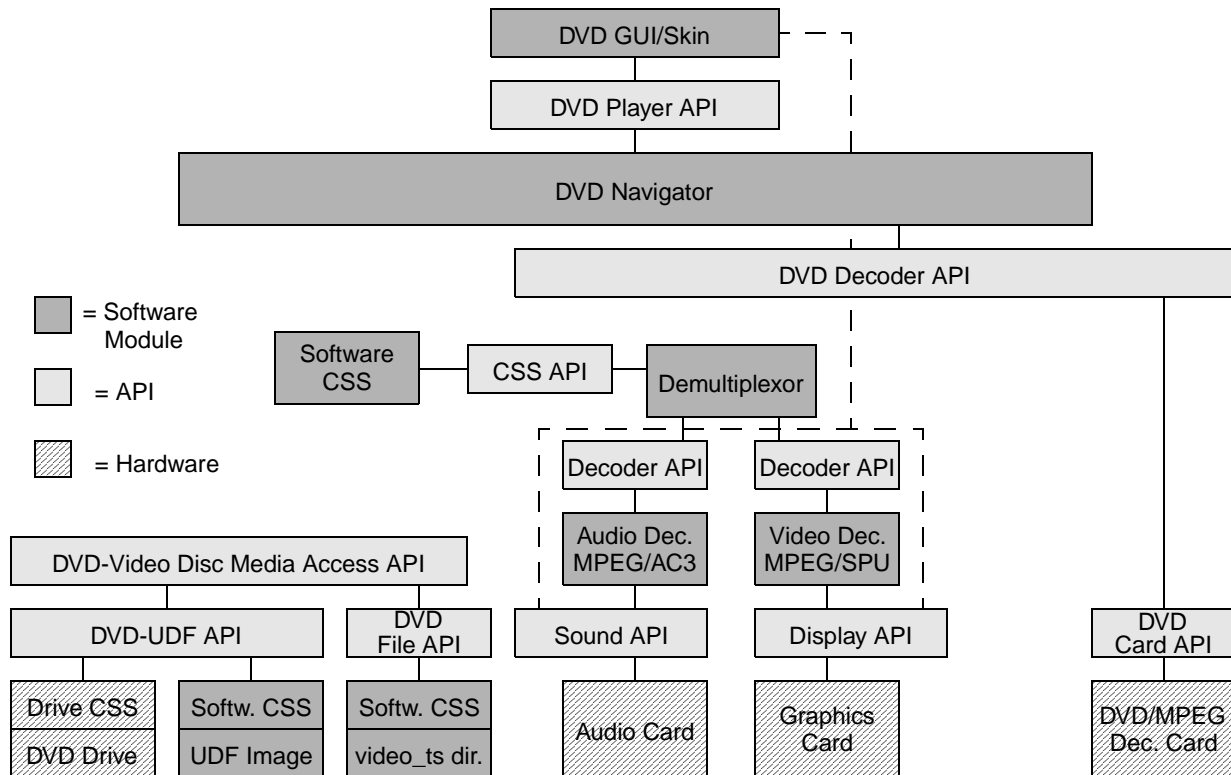 DVD GUI/Skin
DVD Player API
DVD Navigator
DVD Decoder API
= Software
Module
= API
= Hardware
Software
CSS
CSS API
Demultiplexor
Decoder API
Decoder API
Audio Dec.
MPEG/AC3
Video Dec.
MPEG/SPU
DVD-Video Disc Media Access API
DVD-UDF API
DVD
File API
Sound API
Display API
DVD
Card API
Drive CSS
DVD Drive
Softw. CSS
UDF Image
Softw. CSS
video_ts dir.
Audio Card
Graphics
Card
DVD/MPEG
Dec. Card